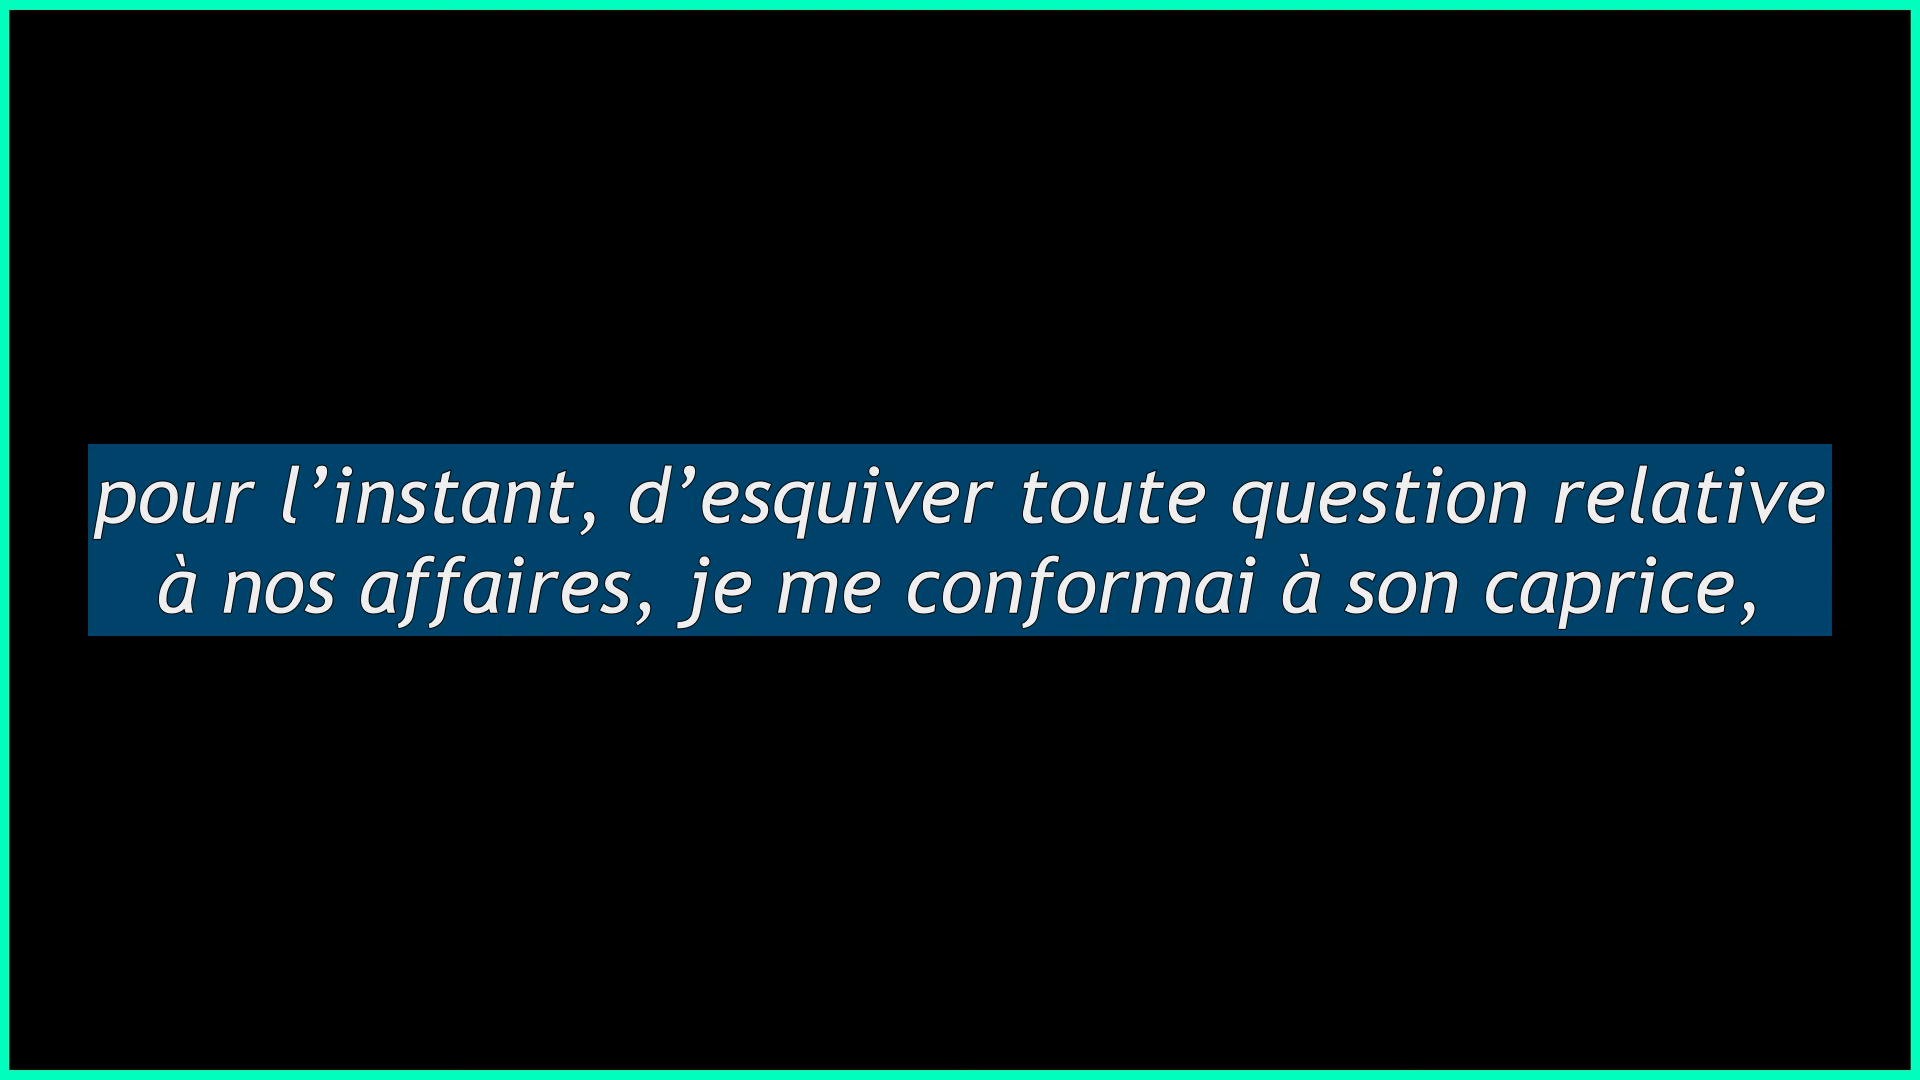 pour l’instant, d’esquiver toute question relative
à nos affaires, je me conformai à son caprice,